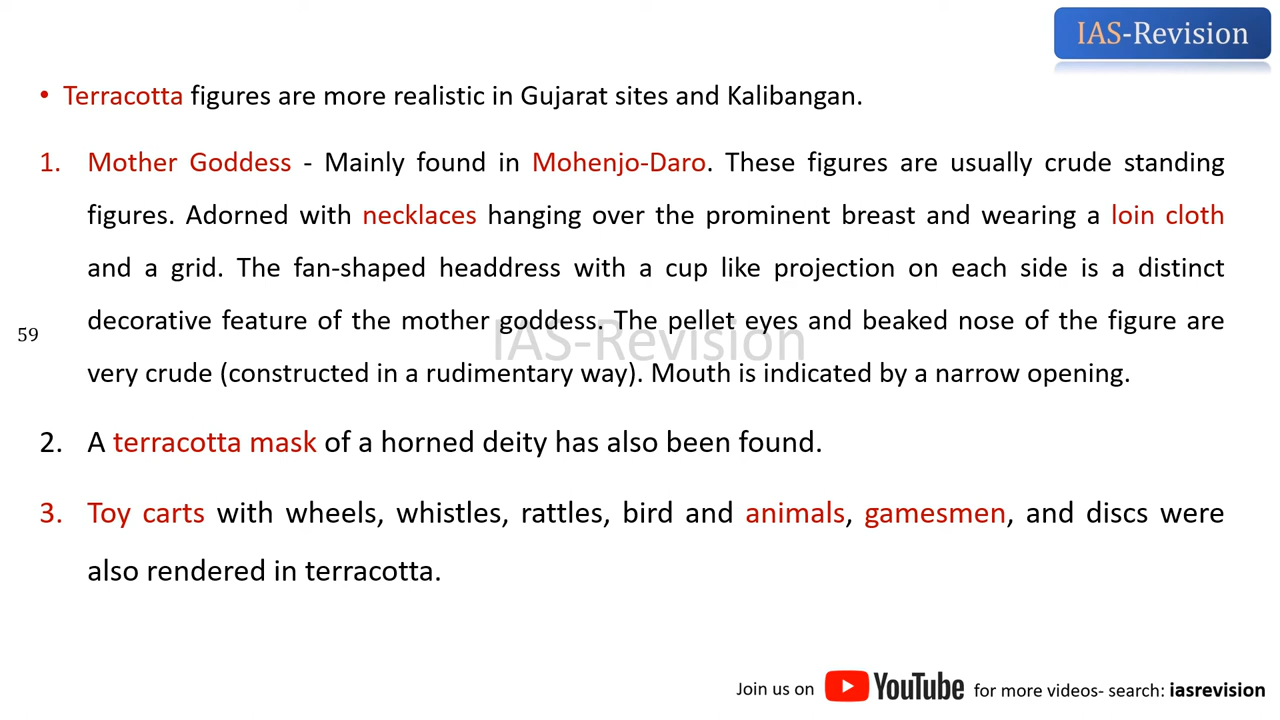 IAS-Revision
• Terracotta figures are more realistic in Gujarat sites and Kalibangan.
1. Mother Goddess - Mainly found in Mohenjo-Daro. These figures are usually crude standing
figures. Adorned with necklaces hanging over the prominent breast and wearing a loin cloth
and a grid. The fan-shaped headdress with a cup like projection on each side is a distinct
decorative feature of the mother goddess. The pellet eyes and beaked nose of the figure are
59
IAS-Revision
very crude (constructed in a rudimentary way). Mouth is indicated by a narrow opening.
2. A terracotta mask of a horned deity has also been found.
3. Toy carts with wheels, whistles, rattles, bird and animals, gamesmen, and discs were
also rendered in terracotta.
Join us on YouTube for more videos- search: iasrevision